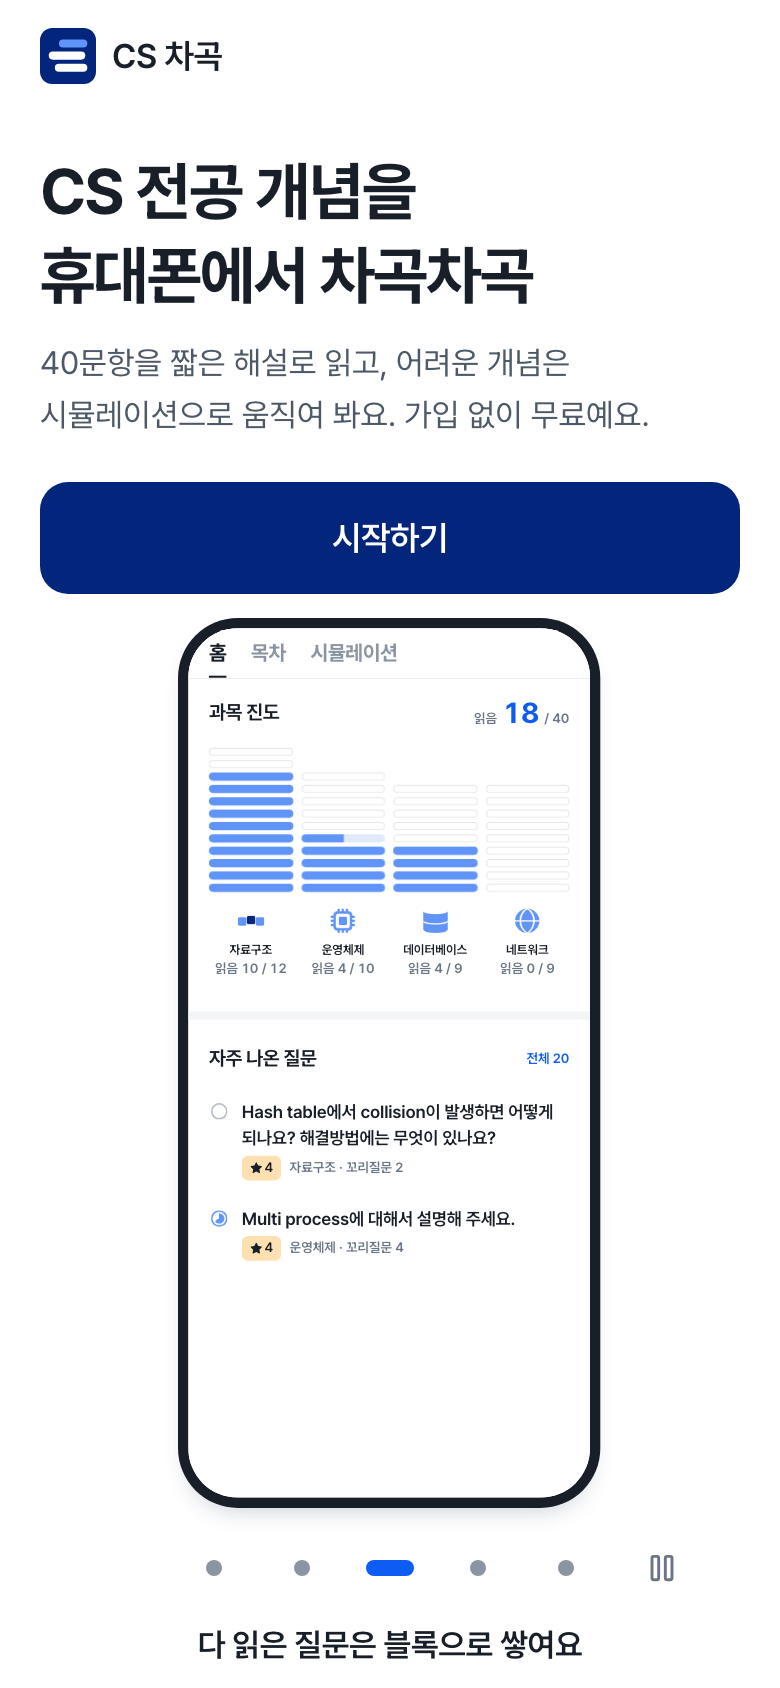 CS 차곡
CS 전공 개념을
휴대폰에서 차곡차곡
40문항을 짧은 해설로 읽고, 어려운 개념은
시뮬레이션으로 움직여 봐요. 가입 없이 무료예요.
시작하기
홈 목차 시뮬레이션
과목 진도 읽음 18 / 40
자료구조 운영체제 데이터베이스 네트워크
읽음 10 / 12 읽음 4 / 10 읽음 4 / 9 읽음 0 / 9
자주 나온 질문 전체 20
Hash table에서 collision이 발생하면 어떻게
되나요? 해결방법에는 무엇이 있나요?
★4 자료구조 · 꼬리질문 2
Multi process에 대해서 설명해 주세요.
★4 운영체제 · 꼬리질문 4
다 읽은 질문은 블록으로 쌓여요